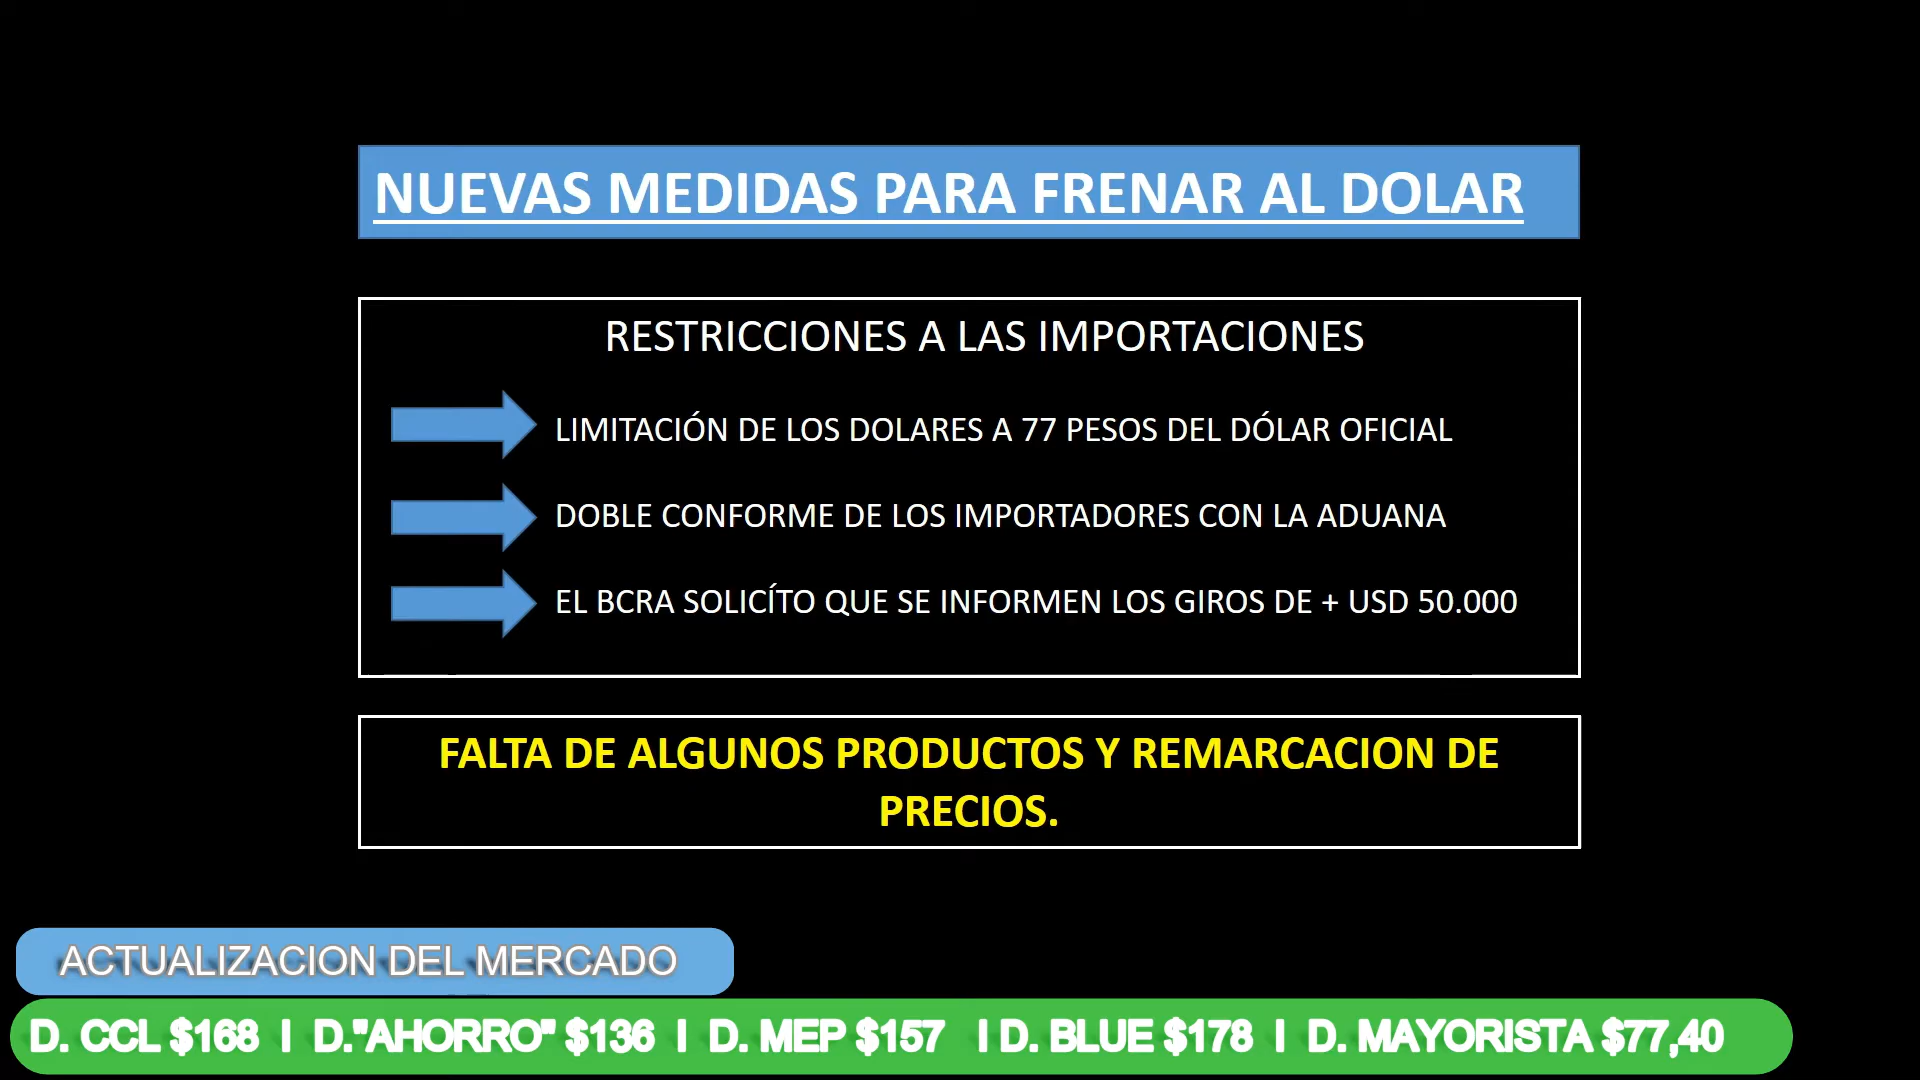 NUEVAS MEDIDAS PARA FRENAR AL DOLAR
RESTRICCIONES A LAS IMPORTACIONES
LIMITACIÓN DE LOS DOLARES A 77 PESOS DEL DÓLAR OFICIAL
DOBLE CONFORME DE LOS IMPORTADORES CON LA ADUANA
EL BCRA SOLICÍTO QUE SE INFORMEN LOS GIROS DE + USD 50.000
FALTA DE ALGUNOS PRODUCTOS Y REMARCACION DE
PRECIOS.
ACTUALIZACION DEL MERCADO
D. CCL $168 I D."AHORRO" $136 I D. MEP $157 I D. BLUE $178 I D. MAYORISTA $77,40